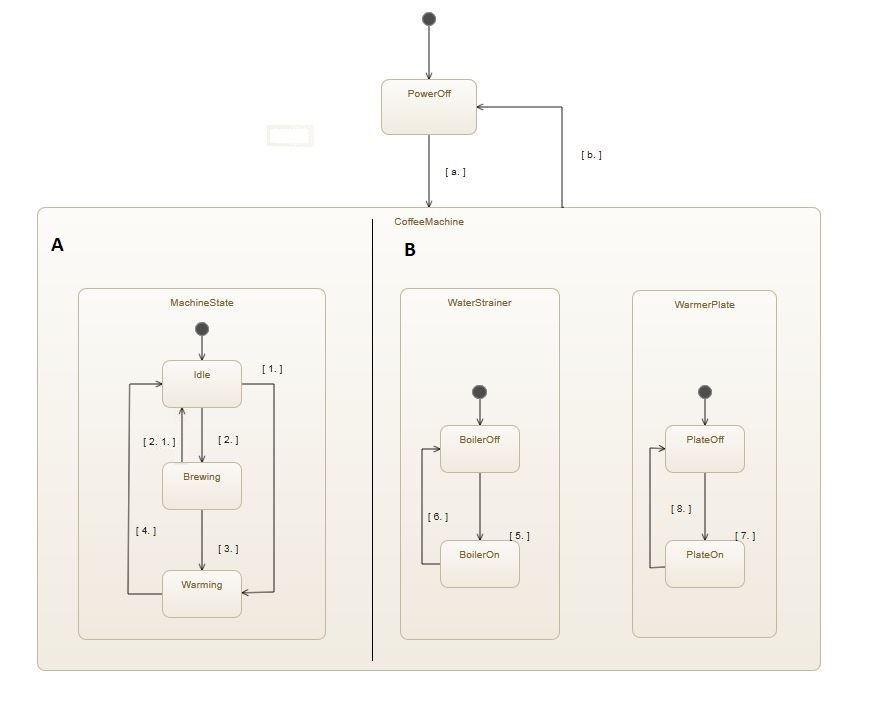 PowerOff
[ b. ]
[ a. ]
CoffeeMachine
A
B
MachineState
WaterStrainer
WarmerPlate
Idle
[ 1. ]
[ 2. 1. ]
[ 2. ]
BoilerOff
PlateOff
Brewing
[ 6. ]
[ 8. ]
[ 4. ]
[ 3. ]
[ 5. ]
[ 7. ]
BoilerOn
PlateOn
Warming